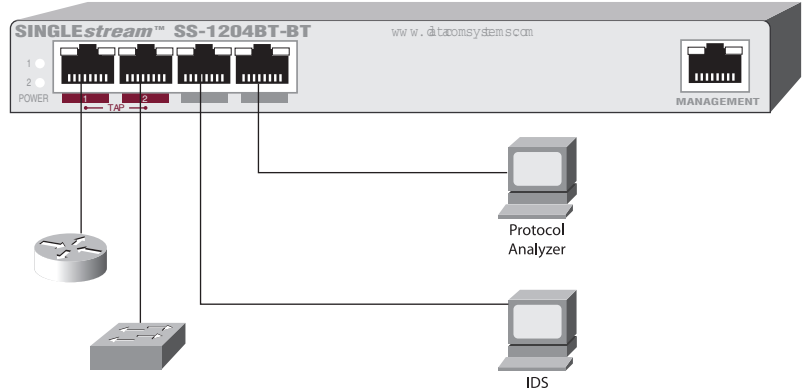 SINGLEstream™ SS-1204BT-BT
www.datacomsystems.com
1
2
POWER
1 2
TAP
MANAGEMENT
Protocol
Analyzer
IDS